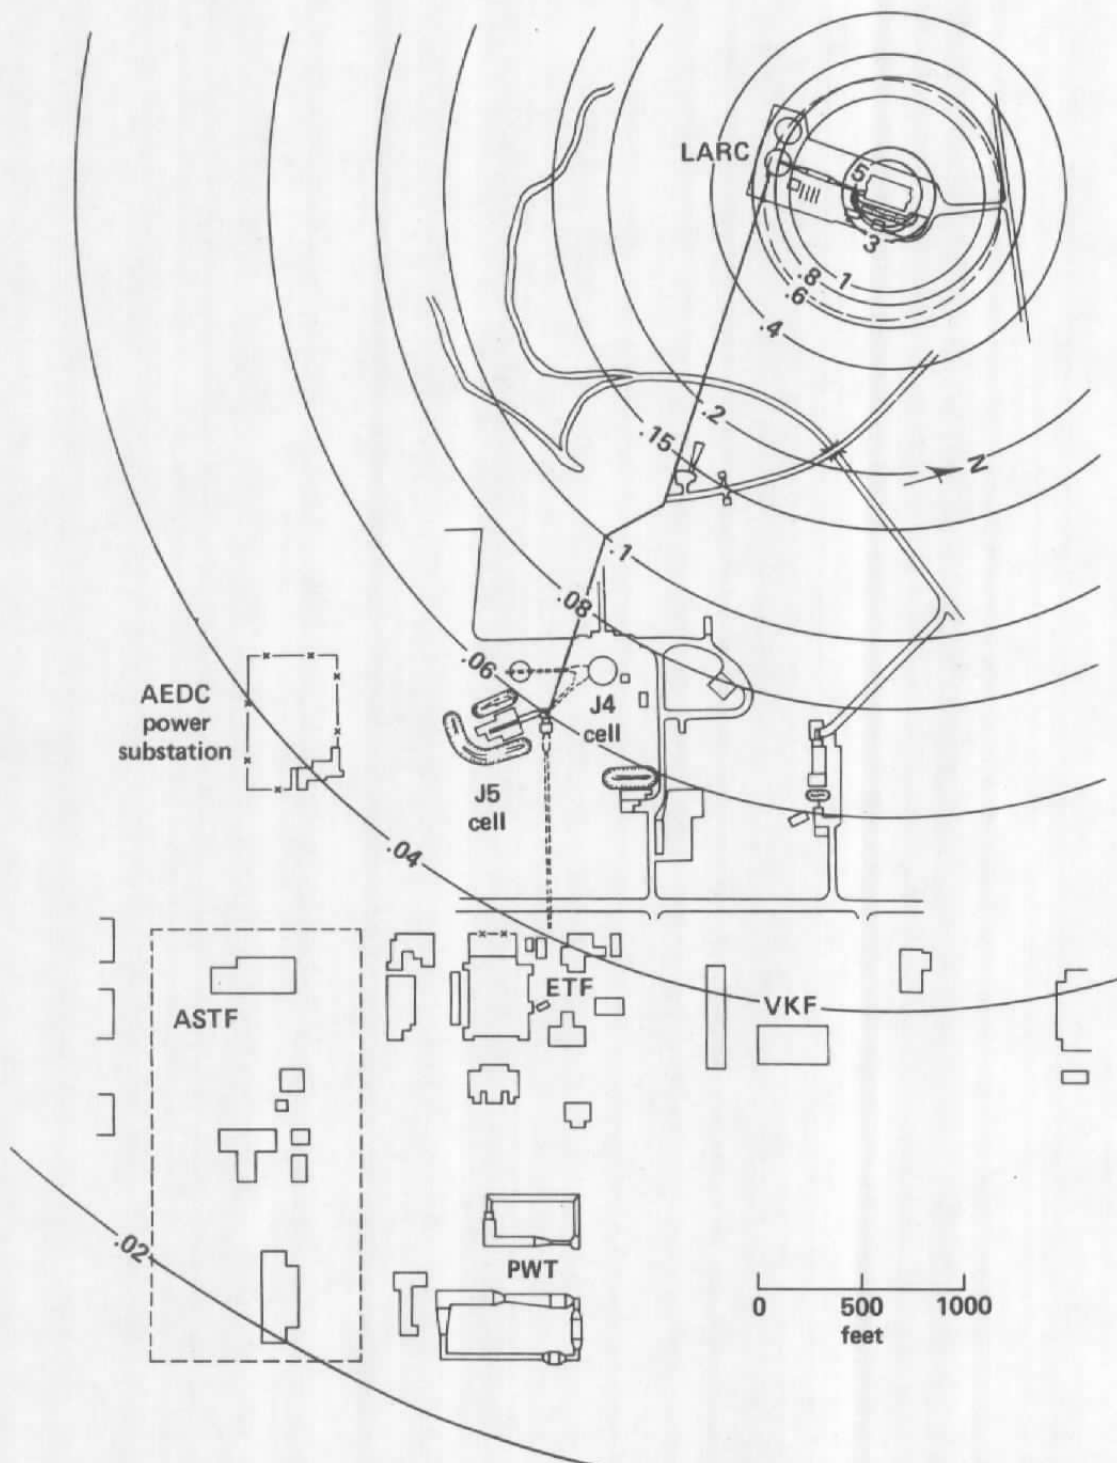 LARC
5
3
1
.8
.6
.4
.2
.15
N
.1
.08
.06
J4
cell
AEDC
power
substation
J5
cell
.04
ETF
VKF
ASTF
.02
PWT
0 500 1000
feet